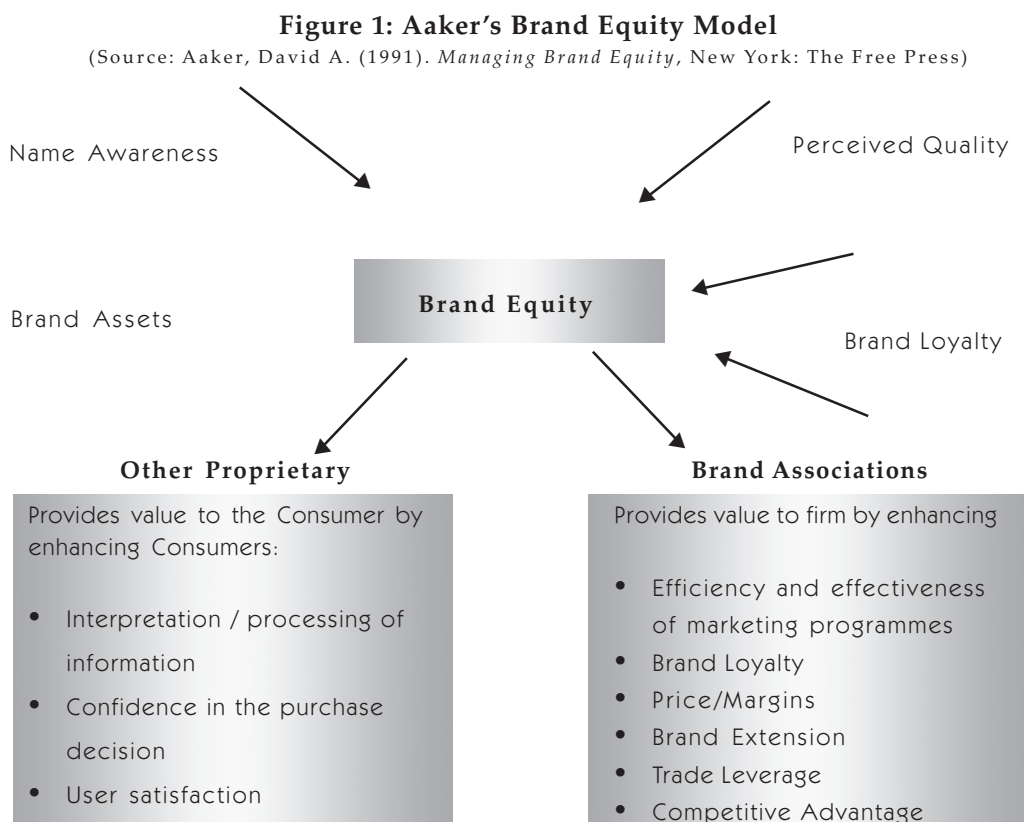 Figure 1: Aaker's Brand Equity Model
(Source: Aaker, David A. (1991). Managing Brand Equity, New York: The Free Press)
Name Awareness
Perceived Quality
Brand Equity
Brand Assets
Brand Loyalty
Other Proprietary
Provides value to the Consumer by
enhancing Consumers:
• Interpretation / processing of
information
• Confidence in the purchase
decision
• User satisfaction
Brand Associations
Provides value to firm by enhancing
• Efficiency and effectiveness
of marketing programmes
• Brand Loyalty
• Price/Margins
• Brand Extension
• Trade Leverage
• Competitive Advantage